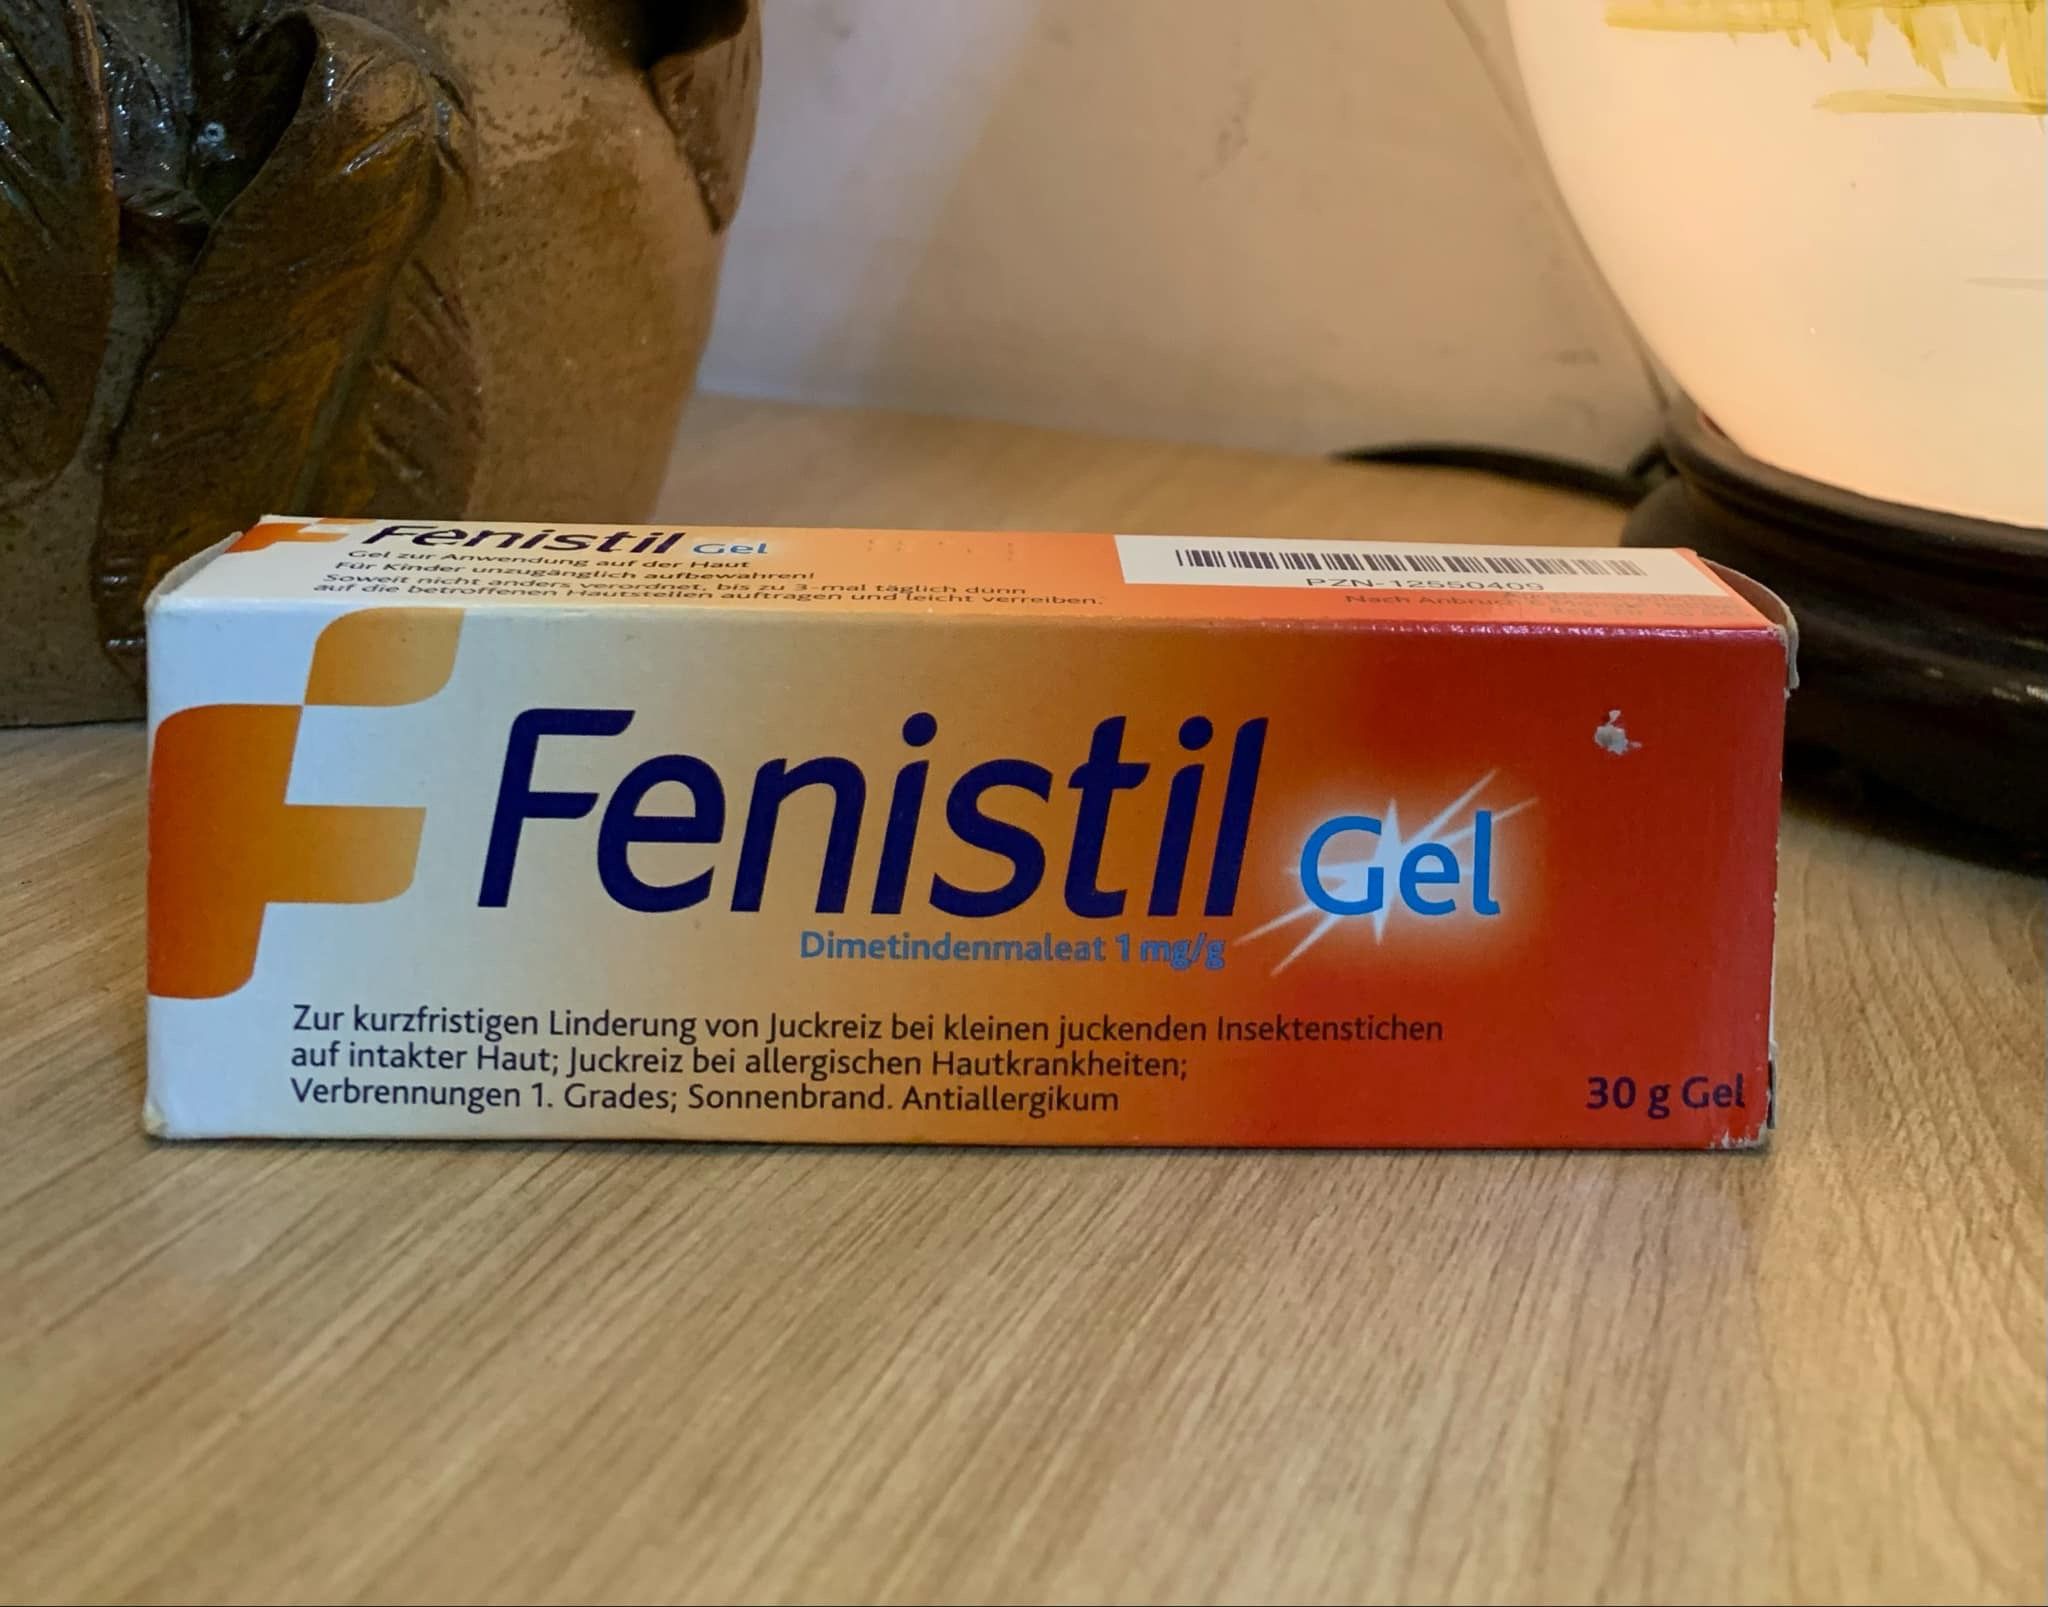 Fenistil Gel
Gel zur Anwendung auf der Haut
Für Kinder unzugänglich aufbewahren!
Soweit nicht anders verordnet, bis zu 3-mal täglich dünn
auf die betroffenen Hautstellen auftragen und leicht verreiben.
PZN-12550409
Nach Anbruch
Fenistil Gel
Dimetindenmaleat 1 mg/g
Zur kurzfristigen Linderung von Juckreiz bei kleinen juckenden Insektenstichen
auf intakter Haut; Juckreiz bei allergischen Hautkrankheiten;
Verbrennungen 1. Grades; Sonnenbrand. Antiallergikum
30 g Gel